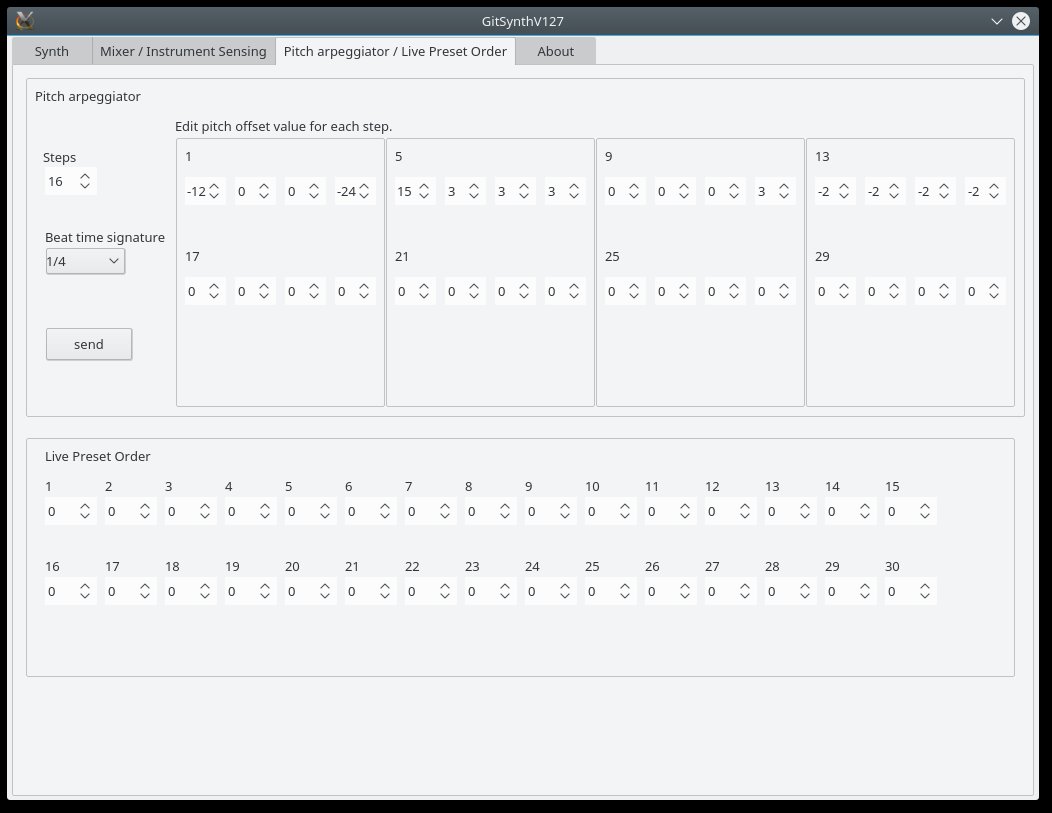 GitSynthV127
Synth Mixer / Instrument Sensing Pitch arpeggiator / Live Preset Order About
Pitch arpeggiator
Edit pitch offset value for each step.
Steps
16
Beat time signature
1/4
send
1 5 9 13
-12 0 0 -24 15 3 3 3 0 0 0 3 -2 -2 -2 -2
17 21 25 29
0 0 0 0 0 0 0 0 0 0 0 0 0 0 0 0
Live Preset Order
1 2 3 4 5 6 7 8 9 10 11 12 13 14 15
0 0 0 0 0 0 0 0 0 0 0 0 0 0 0
16 17 18 19 20 21 22 23 24 25 26 27 28 29 30
0 0 0 0 0 0 0 0 0 0 0 0 0 0 0